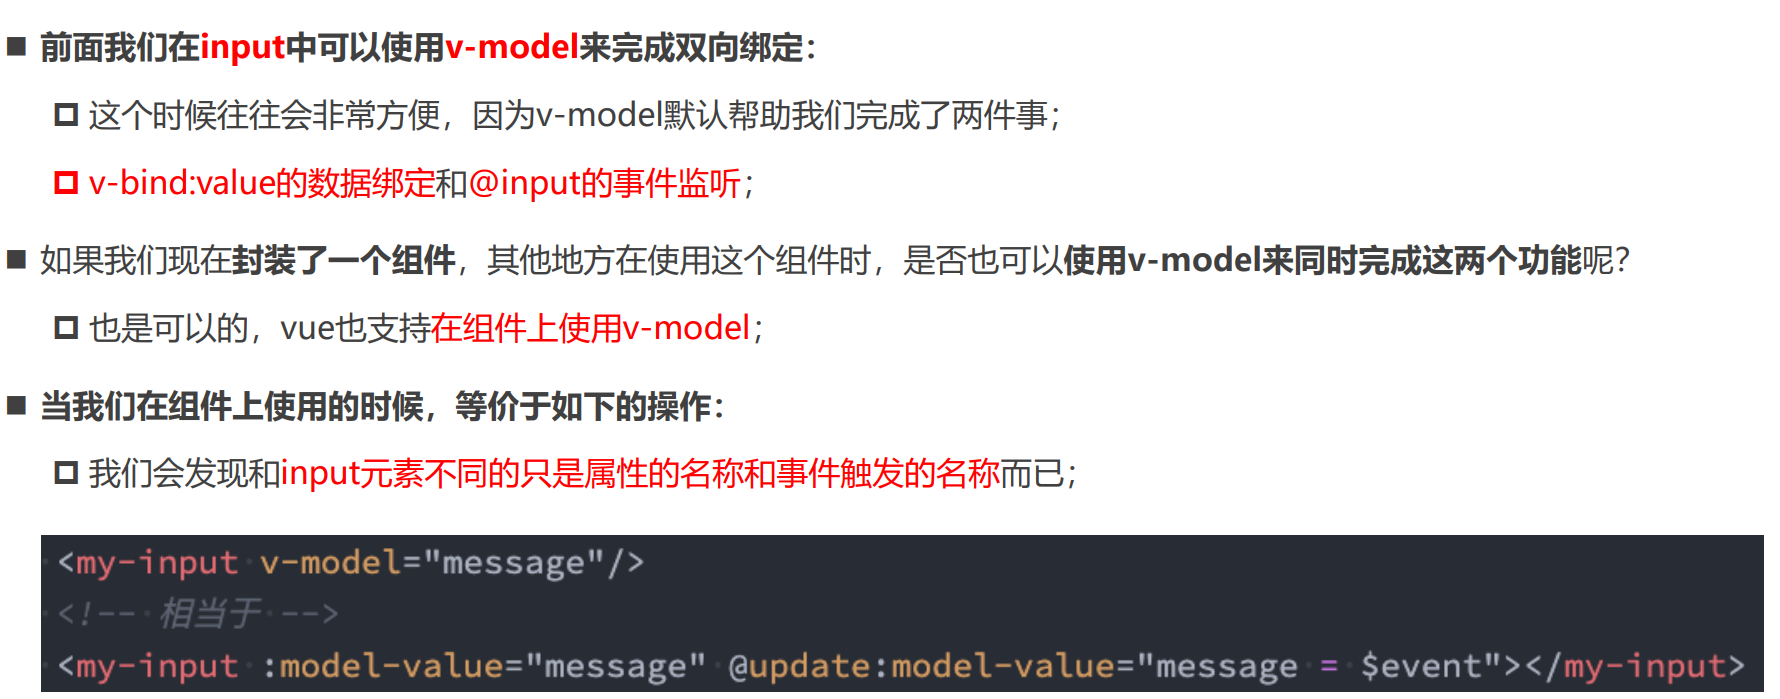 前面我们在input中可以使用v-model来完成双向绑定：
这个时候往往会非常方便，因为v-model默认帮助我们完成了两件事；
v-bind:value的数据绑定和@input的事件监听；
如果我们现在封装了一个组件，其他地方在使用这个组件时，是否也可以使用v-model来同时完成这两个功能呢？
也是可以的，vue也支持在组件上使用v-model；
当我们在组件上使用的时候，等价于如下的操作：
我们会发现和input元素不同的只是属性的名称和事件触发的名称而已；
<my-input v-model="message"/>
<!-- 相当于 -->
<my-input :model-value="message" @update:model-value="message = $event"></my-input>